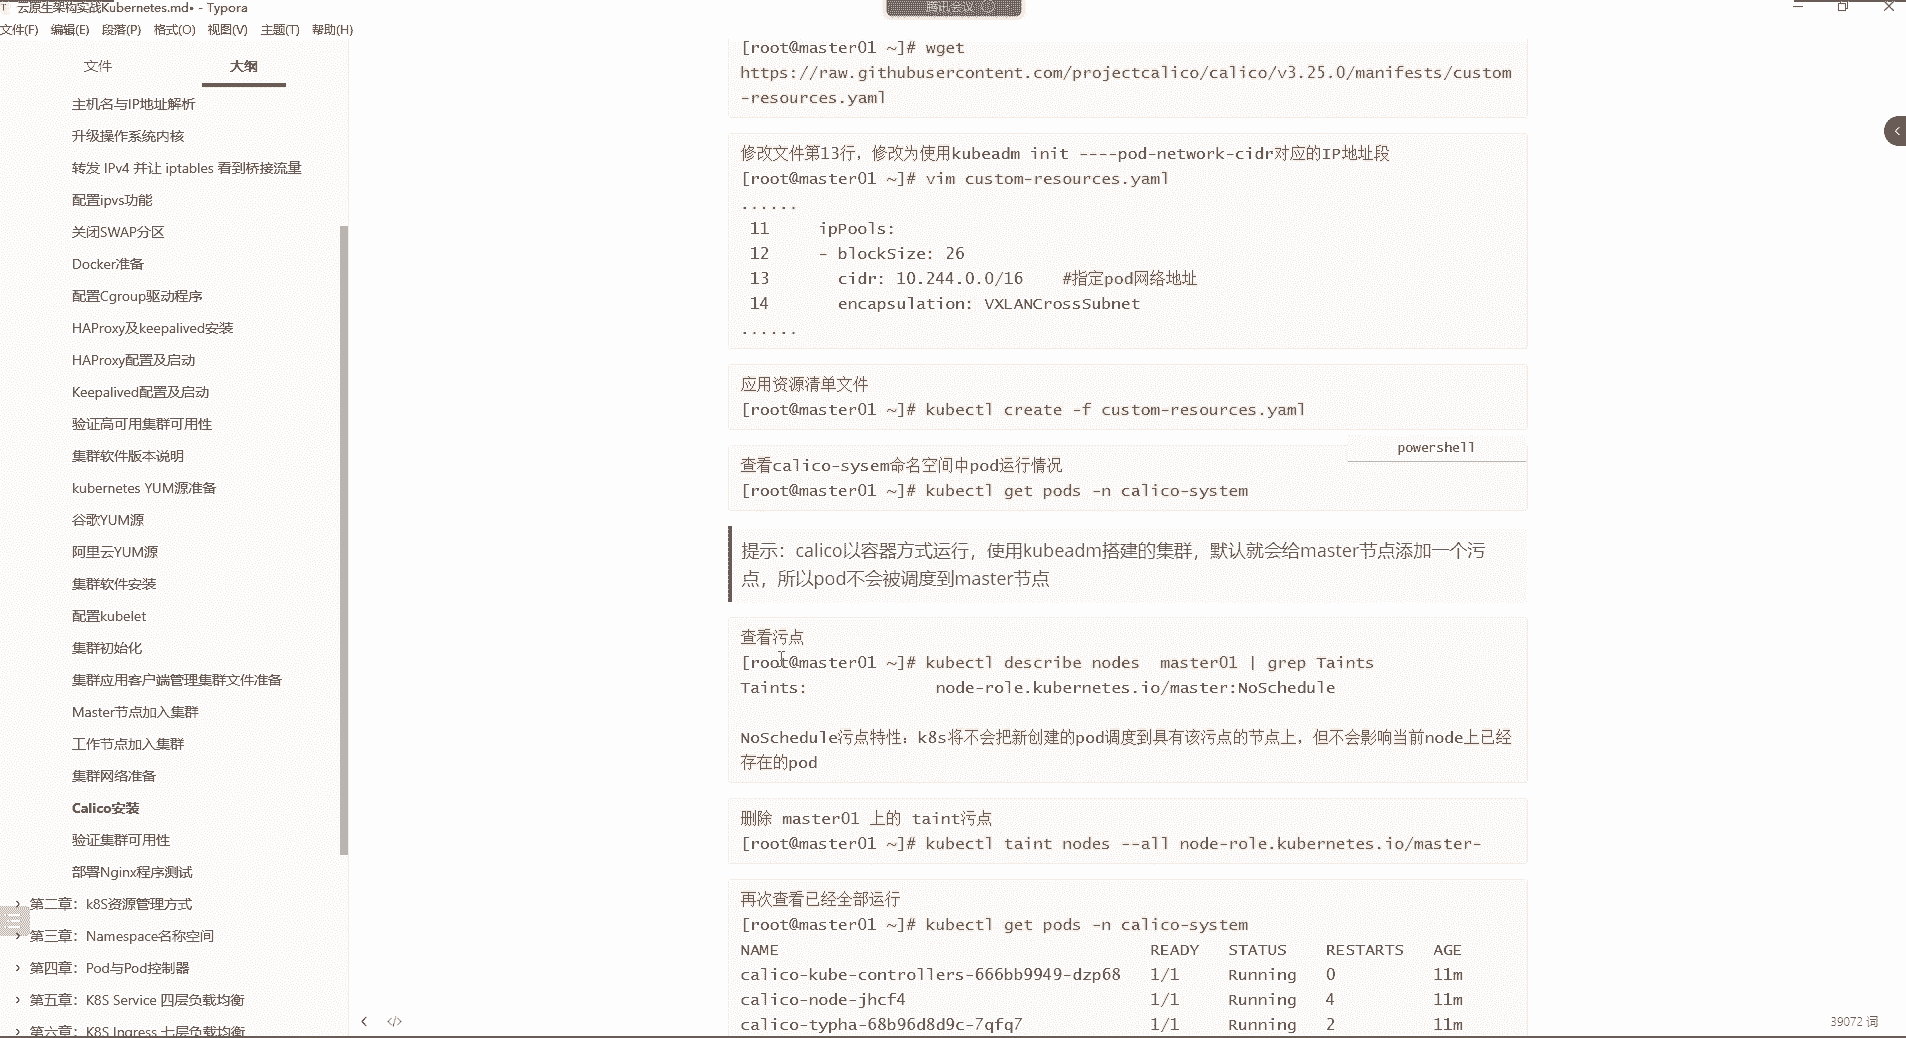 云原生架构实战Kubernetes.md• - Typora
腾讯会议
文件(F) 编辑(E) 段落(P) 格式(O) 视图(V) 主题(T) 帮助(H)
文件 大纲
主机名与IP地址解析
升级操作系统内核
转发 IPv4 并让 iptables 看到桥接流量
配置ipvs功能
关闭SWAP分区
Docker准备
配置Cgroup驱动程序
HAProxy及keepalived安装
HAProxy配置及启动
Keepalived配置及启动
验证高可用集群可用性
集群软件版本说明
kubernetes YUM源准备
谷歌YUM源
阿里云YUM源
集群软件安装
配置kubelet
集群初始化
集群应用客户端管理集群文件准备
Master节点加入集群
工作节点加入集群
集群网络准备
Calico安装
验证集群可用性
部署Nginx程序测试
第二章：k8S资源管理方式
第三章：Namespace名称空间
第四章：Pod与Pod控制器
第五章：K8S Service 四层负载均衡
第六章：K8S Ingress 七层负载均衡
[root@master01 ~]# wget
https://raw.githubusercontent.com/projectcalico/calico/v3.25.0/manifests/custom
-resources.yaml
修改文件第13行，修改为使用kubeadm init ----pod-network-cidr对应的IP地址段
[root@master01 ~]# vim custom-resources.yaml
......
11 ipPools:
12 - blockSize: 26
13 cidr: 10.244.0.0/16 #指定pod网络地址
14 encapsulation: VXLANCrossSubnet
......
应用资源清单文件
[root@master01 ~]# kubectl create -f custom-resources.yaml
powershell
查看calico-sysem命名空间中pod运行情况
[root@master01 ~]# kubectl get pods -n calico-system
提示：calico以容器方式运行，使用kubeadm搭建的集群，默认就会给master节点添加一个污
点，所以pod不会被调度到master节点
查看污点
[root@master01 ~]# kubectl describe nodes master01 | grep Taints
Taints: node-role.kubernetes.io/master:NoSchedule
NoSchedule污点特性：k8s将不会把新创建的pod调度到具有该污点的节点上，但不会影响当前node上已经
存在的pod
删除 master01 上的 taint污点
[root@master01 ~]# kubectl taint nodes --all node-role.kubernetes.io/master-
再次查看已经全部运行
[root@master01 ~]# kubectl get pods -n calico-system
NAME READY STATUS RESTARTS AGE
calico-kube-controllers-666bb9949-dzp68 1/1 Running 0 11m
calico-node-jhcf4 1/1 Running 4 11m
calico-typha-68b96d8d9c-7qfq7 1/1 Running 2 11m
39072 词